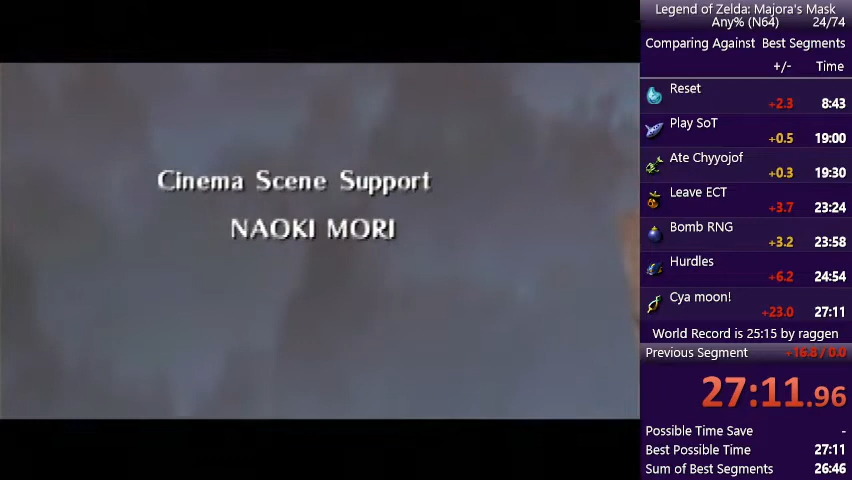 Cinema Scene Support
NAOKI MORI
Legend of Zelda: Majora's Mask
Any% (N64) 24/74
Comparing Against Best Segments
+/- Time
Reset +2.3 8:43
Play SoT +0.5 19:00
Ate Chyyojof +0.3 19:30
Leave ECT +3.7 23:24
Bomb RNG +3.2 23:58
Hurdles +6.2 24:54
Cya moon! +23.0 27:11
World Record is 25:15 by raggen
Previous Segment +16.8 / 0.0
27:11.96
Possible Time Save -
Best Possible Time 27:11
Sum of Best Segments 26:46